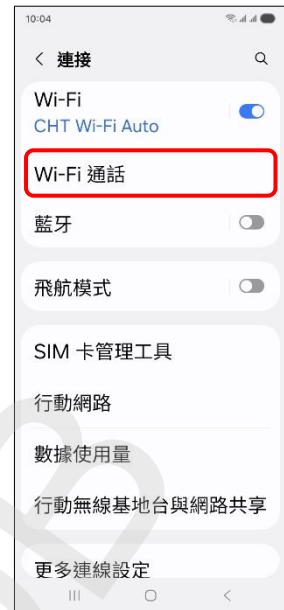 10:04
連接
Wi-Fi
CHT Wi-Fi Auto
Wi-Fi 通話
藍牙
飛航模式
SIM 卡管理工具
行動網路
數據使用量
行動無線基地台與網路共享
更多連線設定